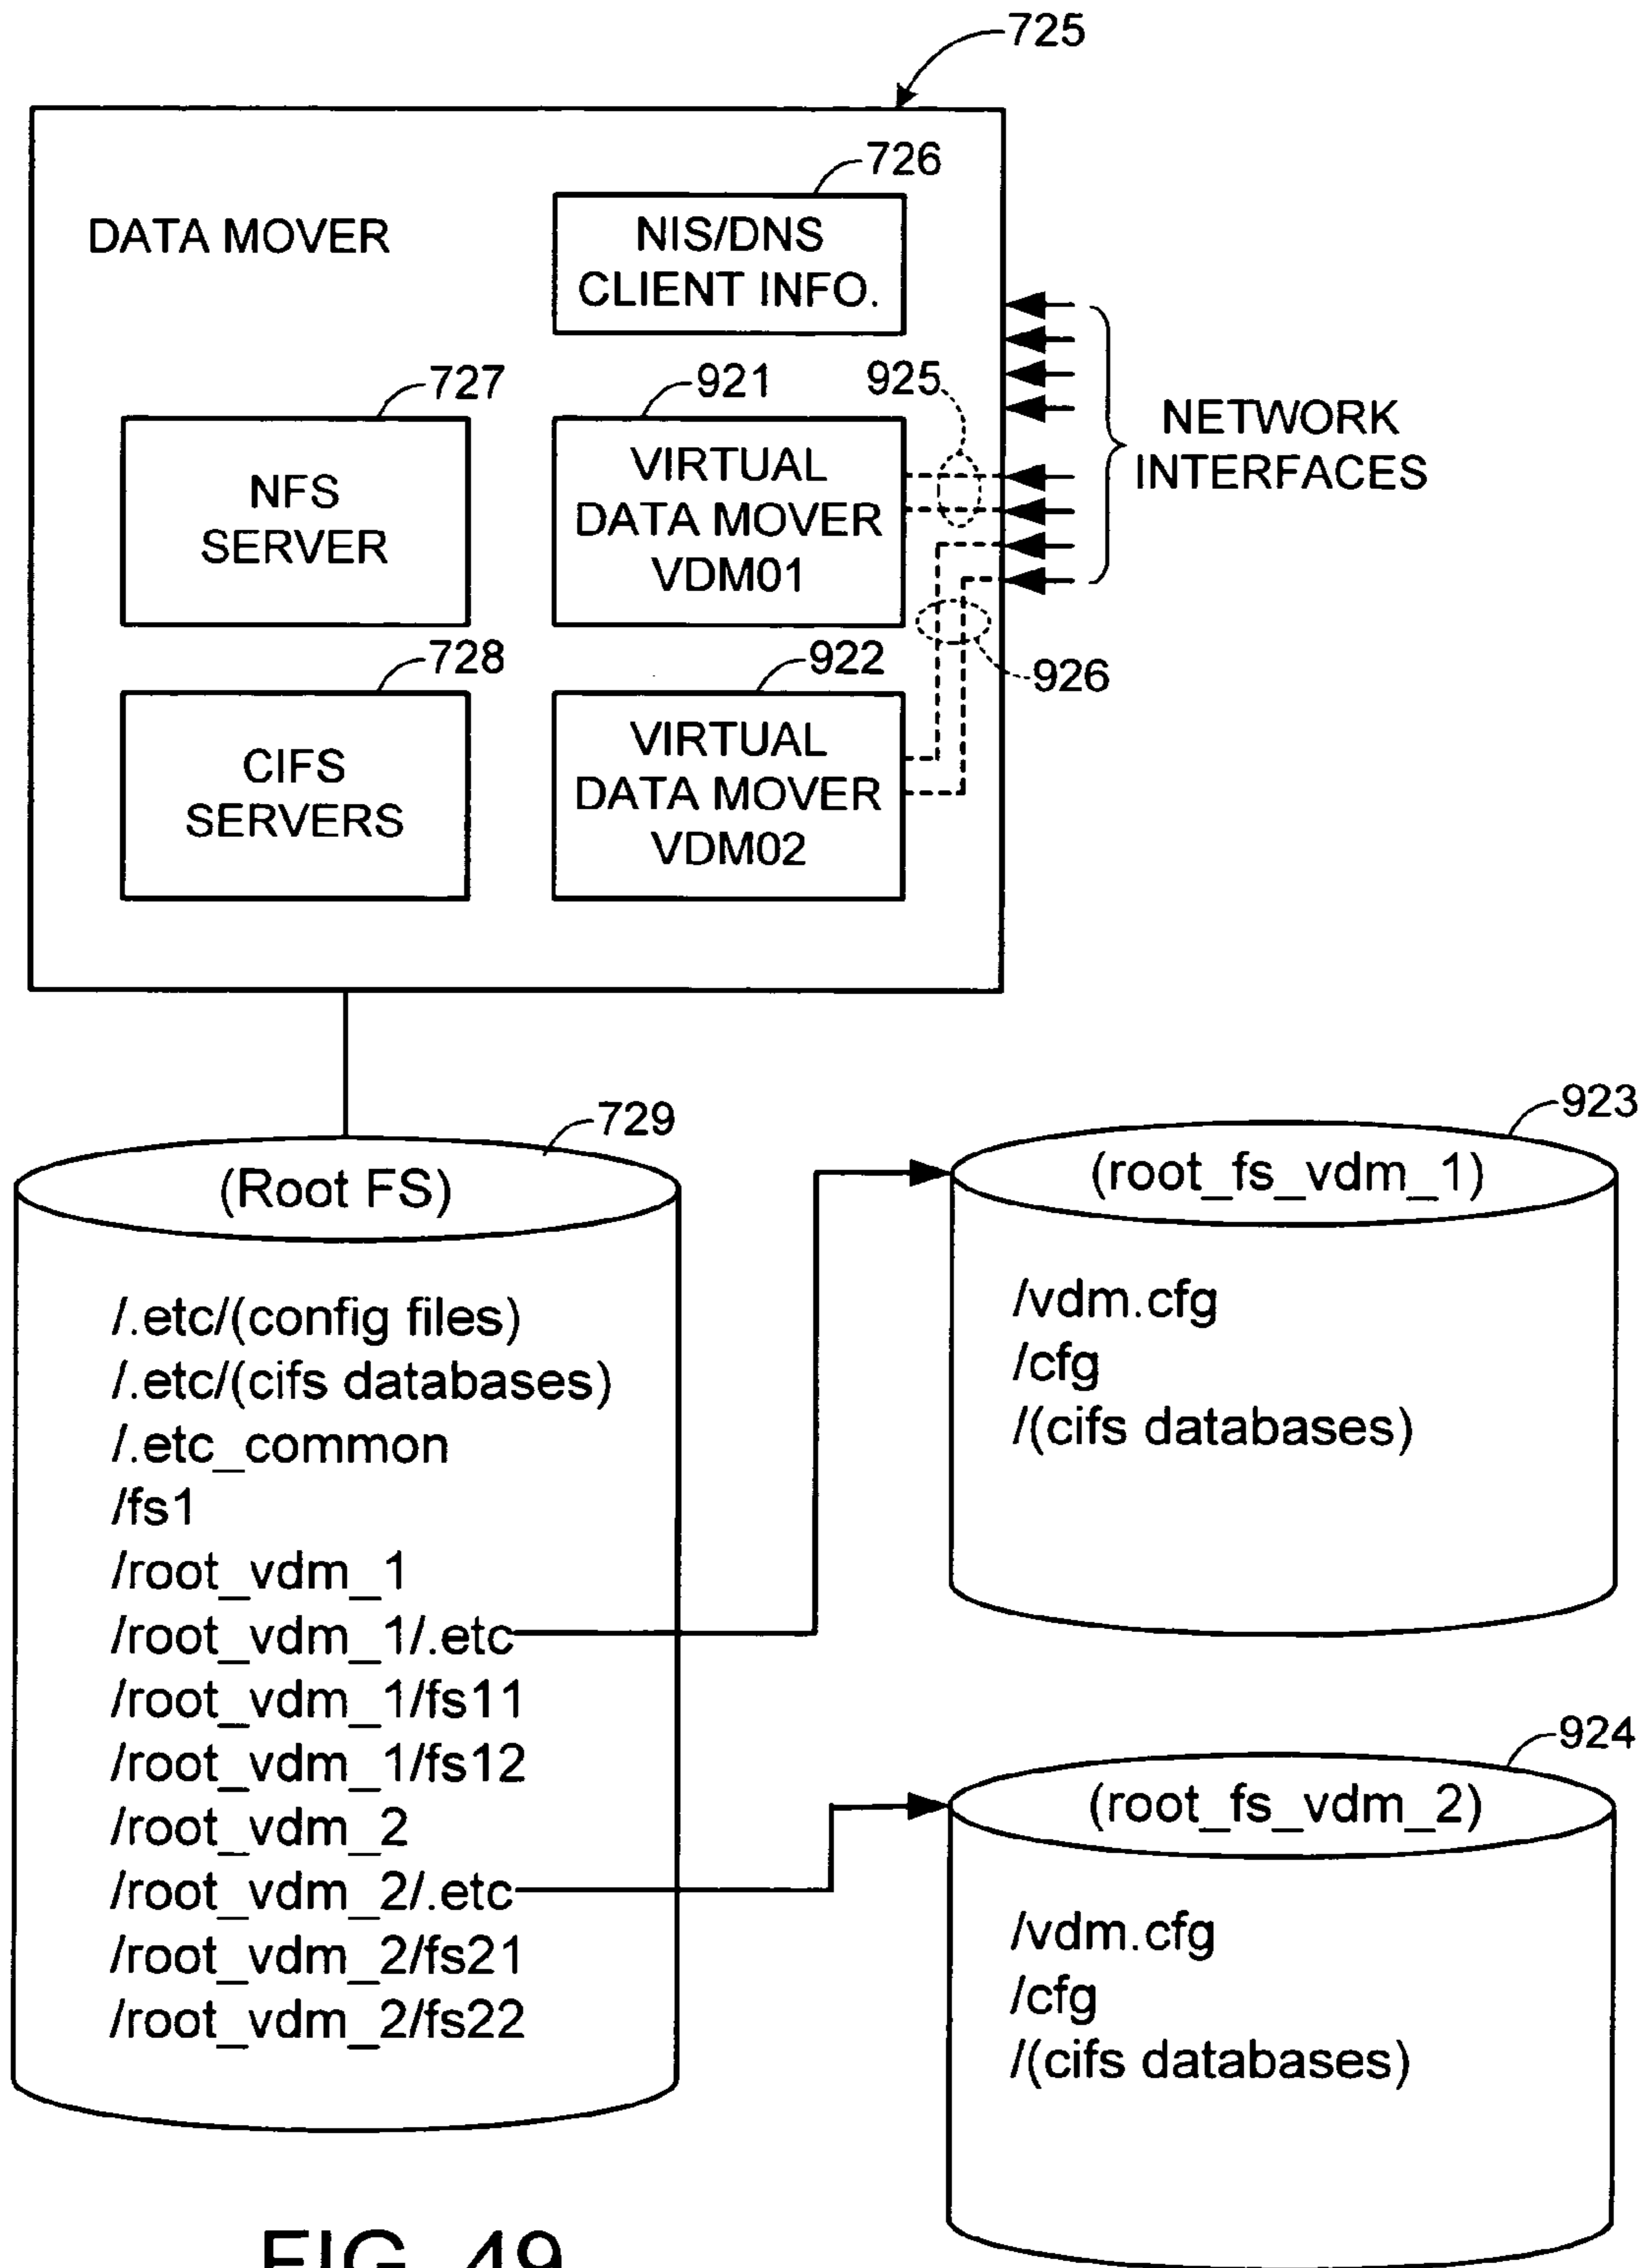 725
726
DATA MOVER
NIS/DNS
CLIENT INFO.
727
921
925
NFS
SERVER
VIRTUAL
DATA MOVER
VDM01
NETWORK
INTERFACES
728
922
926
CIFS
SERVERS
VIRTUAL
DATA MOVER
VDM02
729
(Root FS)
/.etc/(config files)
/.etc/(cifs databases)
/.etc_common
/fs1
/root_vdm_1
/root_vdm_1/.etc
/root_vdm_1/fs11
/root_vdm_1/fs12
/root_vdm_2
/root_vdm_2/.etc
/root_vdm_2/fs21
/root_vdm_2/fs22
923
(root_fs_vdm_1)
/vdm.cfg
/cfg
/(cifs databases)
924
(root_fs_vdm_2)
/vdm.cfg
/cfg
/(cifs databases)
FIG. 49